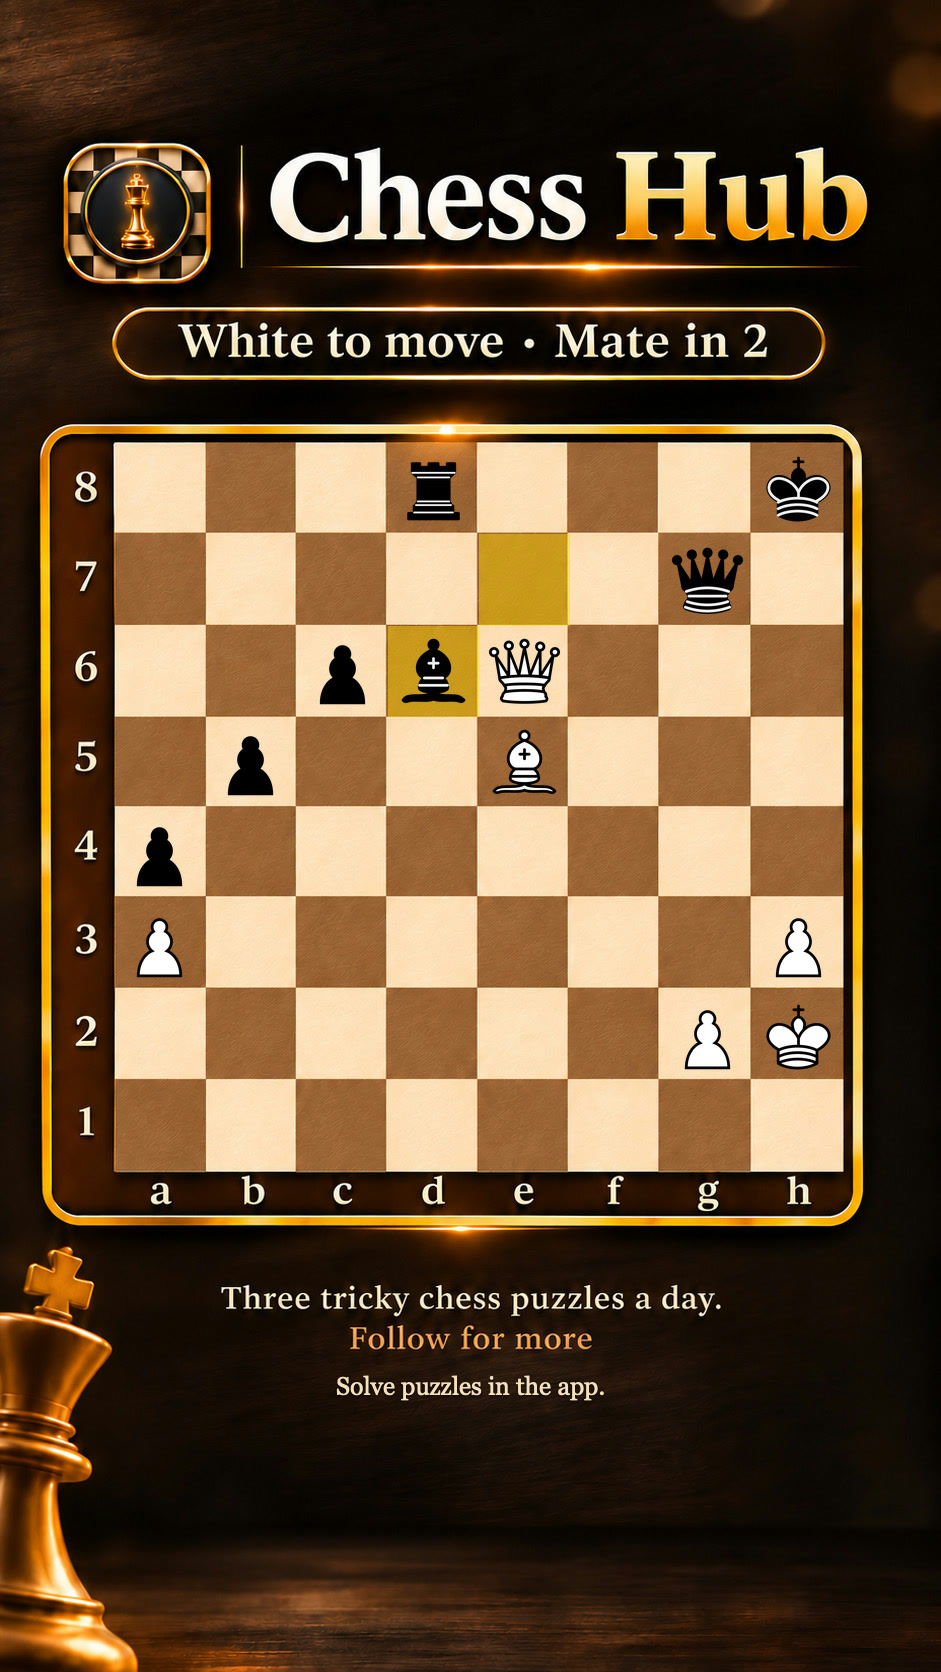 Chess Hub
White to move • Mate in 2
8
7
6
5
4
3
2
1
a b c d e f g h
Three tricky chess puzzles a day.
Follow for more
Solve puzzles in the app.